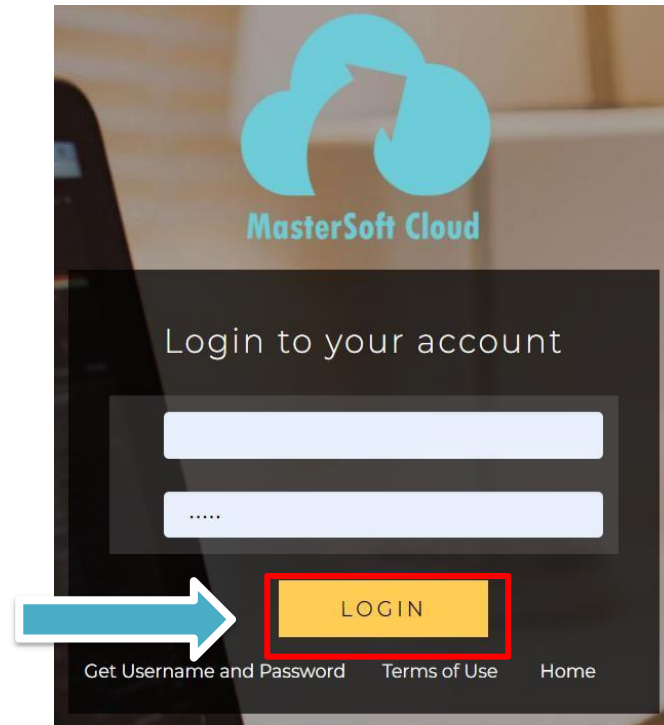 MasterSoft Cloud
Login to your account
.....
LOGIN
Get Username and Password Terms of Use Home